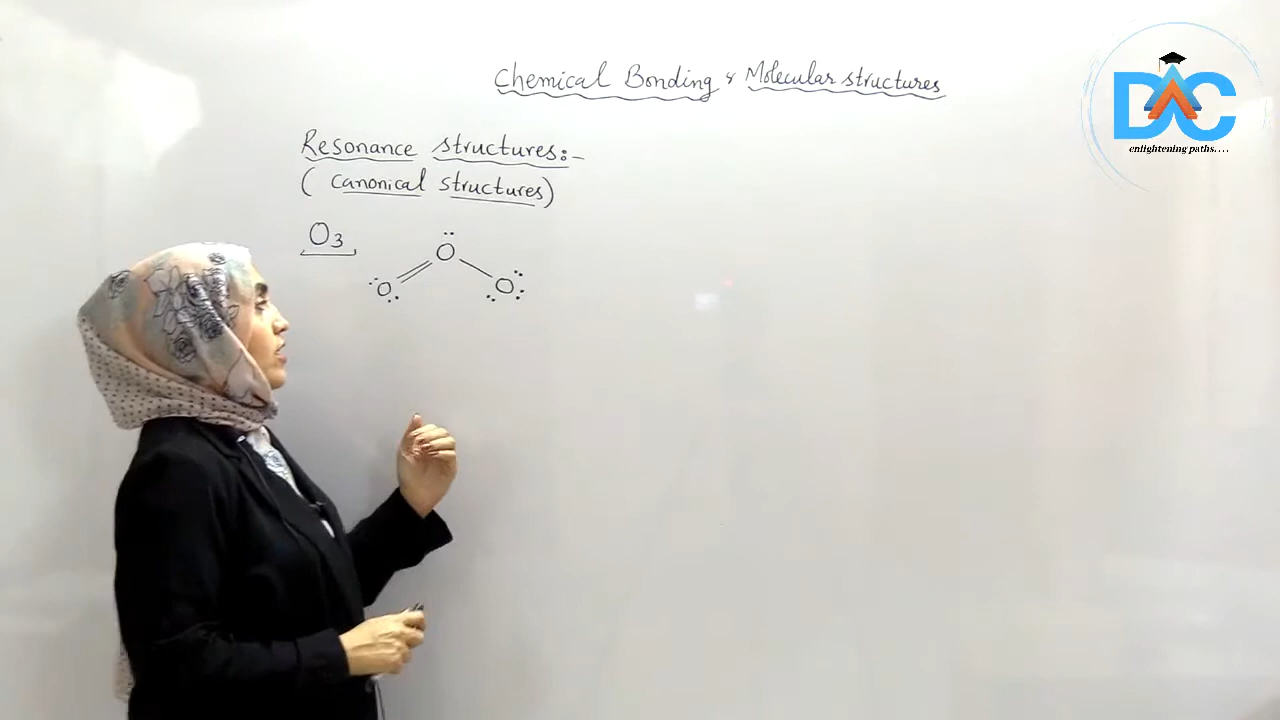 Chemical Bonding & Molecular structures
DAC
enlightening paths....
Resonance structures:-
(Canonical structures)
O3
O
O
O